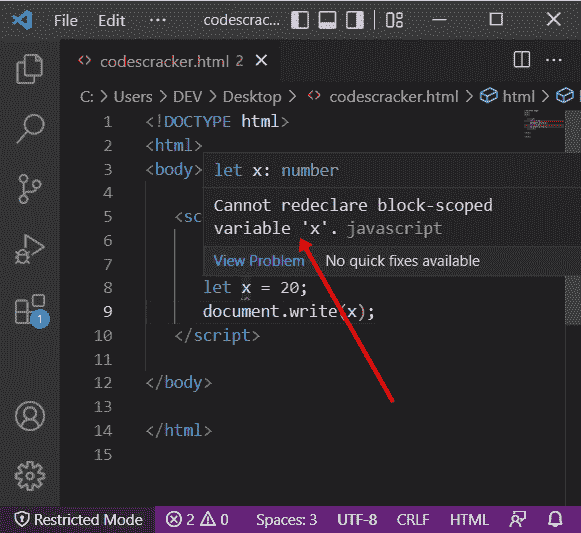 File Edit ··· codescracker.html
codescracker.html 2
C: > Users > DEV > Desktop > codescracker.html > html >
1 <!DOCTYPE html>
2 <html>
3 <body>
let x: number
4
Cannot redeclare block-scoped
5 <sc
variable 'x'. javascript
6
7
View Problem No quick fixes available
8 let x = 20;
9 document.write(x);
10 </script>
11
12 </body>
13
14 </html>
15
1
Restricted Mode 2 0 Spaces: 3 UTF-8 CRLF HTML